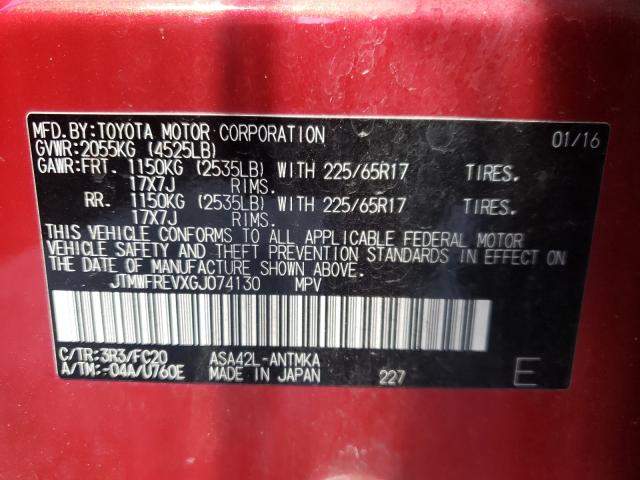 MFD.BY:TOYOTA MOTOR CORPORATION 01/16
GVWR:2055KG (4525LB)
GAWR:FRT. 1150KG (2535LB) WITH 225/65R17 TIRES.
17X7J RIMS.
RR. 1150KG (2535LB) WITH 225/65R17 TIRES.
17X7J RIMS.
THIS VEHICLE CONFORMS TO ALL APPLICABLE FEDERAL MOTOR
VEHICLE SAFETY AND THEFT PREVENTION STANDARDS IN EFFECT ON
THE DATE OF MANUFACTURE SHOWN ABOVE.
JTMWFREVXGJ074130 MPV
C/TR:3R3/FC20 ASA42L-ANTMKA
A/TM:-04A/U760E MADE IN JAPAN 227 E